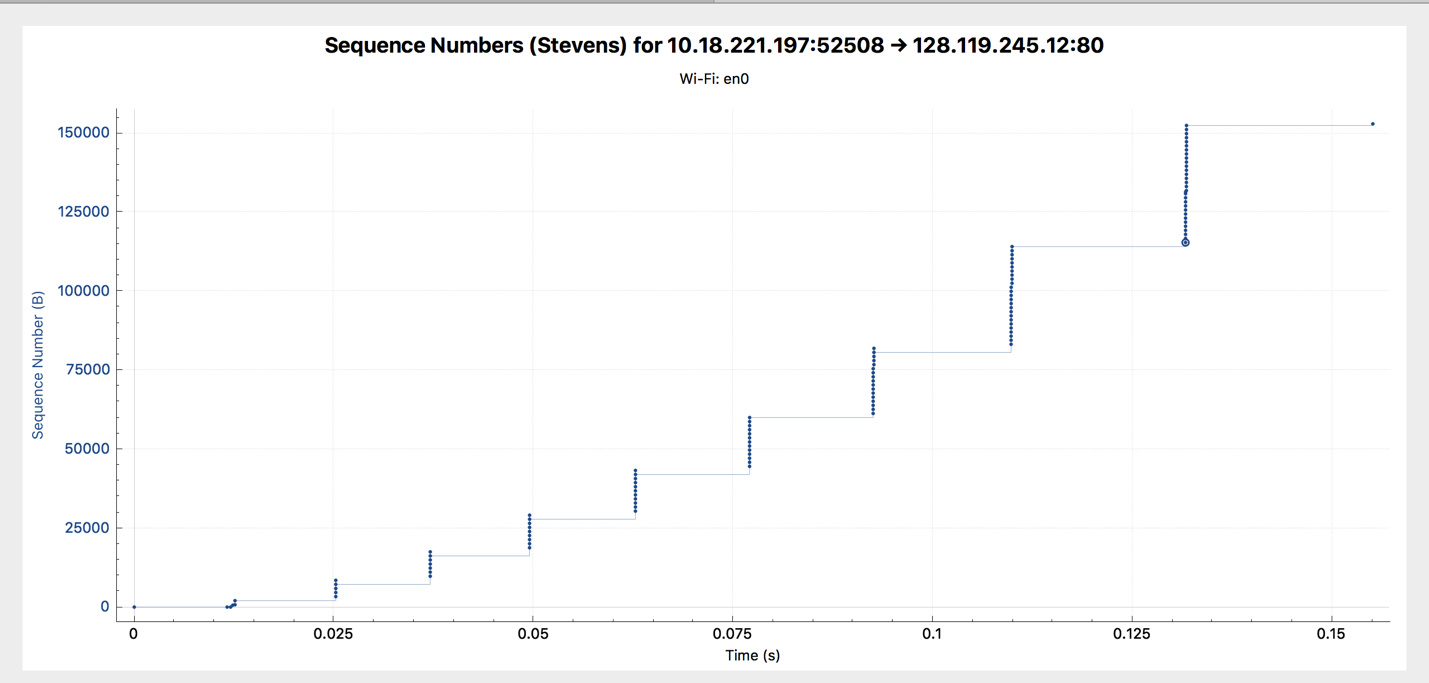 Sequence Numbers (Stevens) for 10.18.221.197:52508 → 128.119.245.12:80
Wi-Fi: en0
150000
125000
100000
75000
50000
25000
0
Sequence Number (B)
0 0.025 0.05 0.075 0.1 0.125 0.15
Time (s)